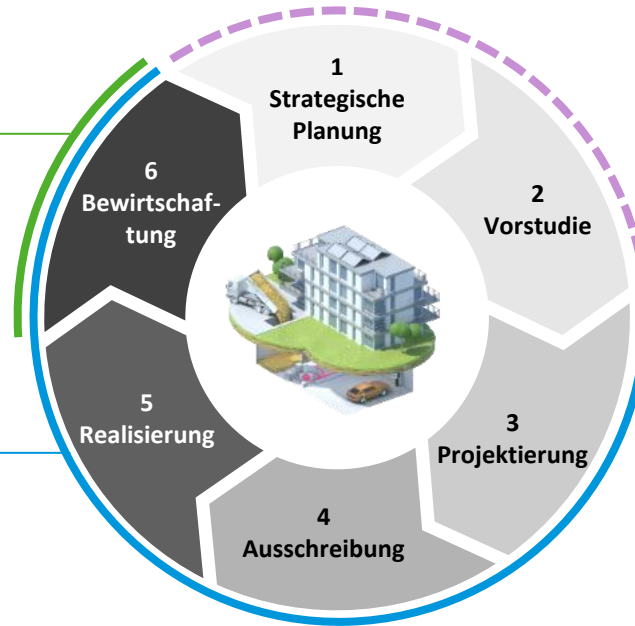 1
Strategische
Planung
2
Vorstudie
3
Projektierung
4
Ausschreibung
5
Realisierung
6
Bewirtschaf-
tung